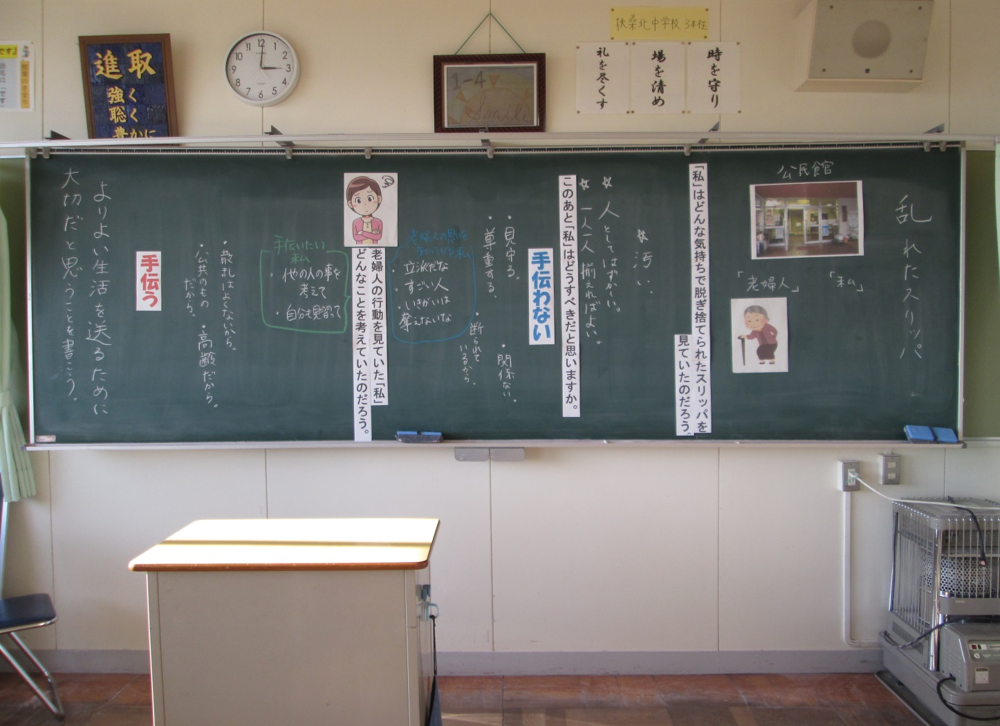 進取
強く
聡く
豊かに
12
1
2
3
4
5
6
7
8
9
10
11
1-4
Smile
扶桑北中学校 3本柱
時を守り
場を清め
礼を尽くす
乱れたスリッパ
公民館
「私」
「老婦人」
「私」はどんな気持ちで脱ぎ捨てられたスリッパを
見ていたのだろう。
☆汚い。
☆人としてはずかしい。
☆一人一人揃えればよい。
このあと「私」はどうすべきだと思いますか。
手伝わない
・見守る。
・尊重する。
・関係ない。
・断られて
いるから。
老婦人の思いを
立派だな
すごい人
・いきがいは
奪えないな
老婦人の行動を見ていた「私」
どんなことを考えていたのだろう。
手伝いたい
私
・他の人の事を
考えて
・自分も見習って
・散乱はよくないから。
・公共のもの
だから。
・高齢だから。
手伝う
よりよい生活を送るために
大切だと思うことを書こう。